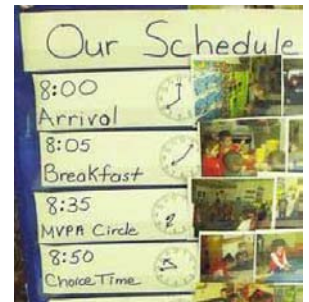 Our Schedule
8:00
Arrival
8:05
Breakfast
8:35
MVPA Circle
8:50
Choice Time